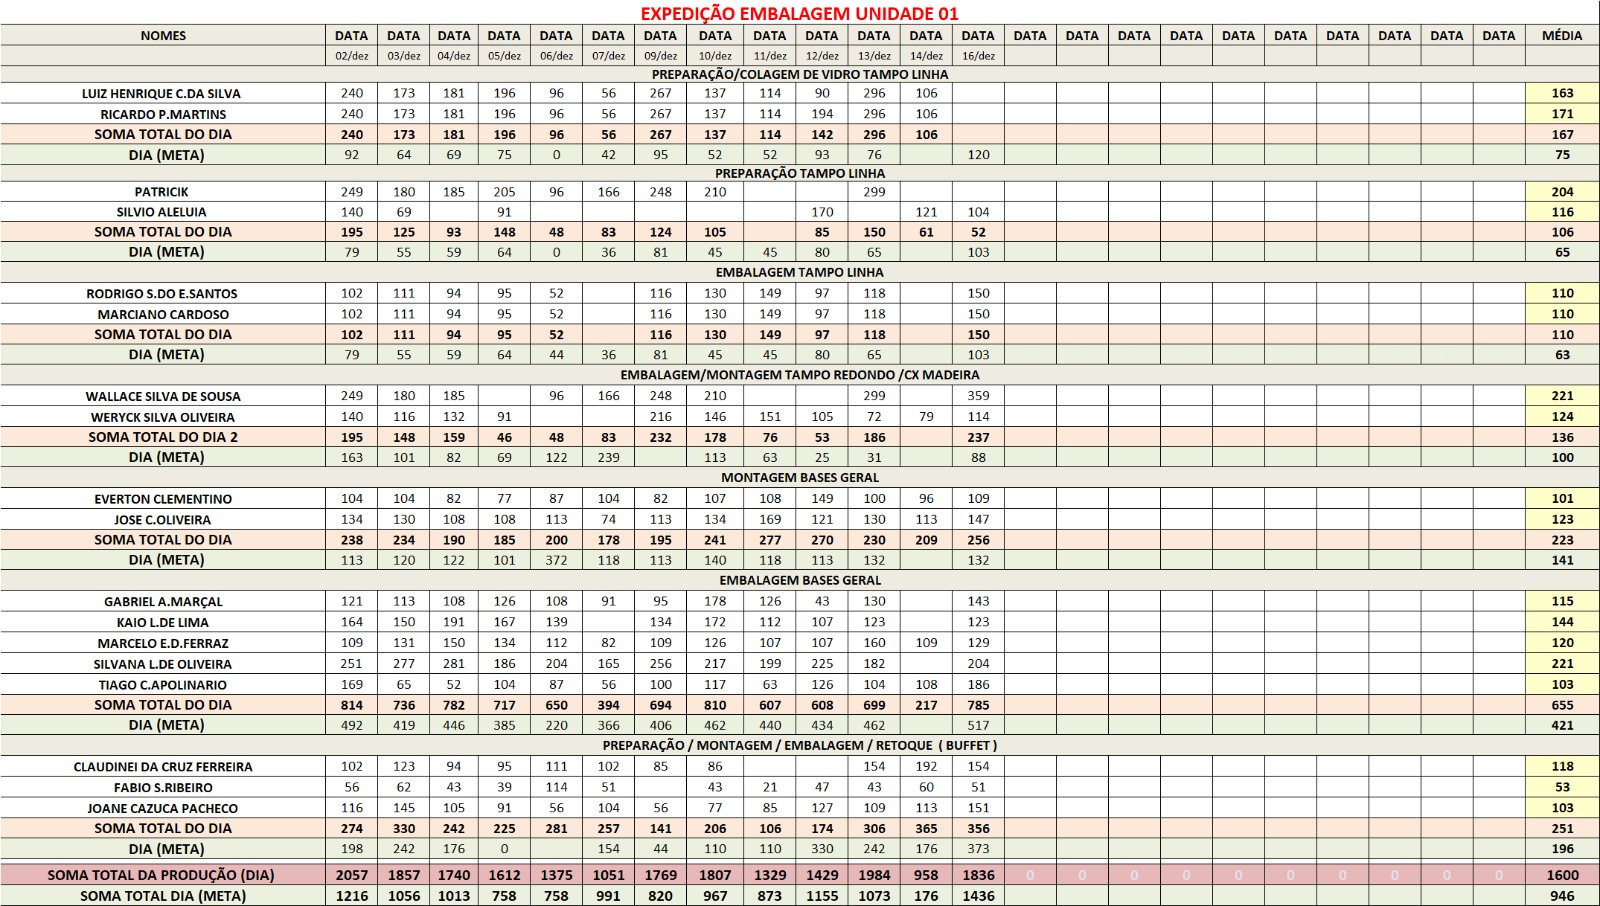 EXPEDIÇÃO EMBALAGEM UNIDADE 01
NOMES DATA DATA DATA DATA DATA DATA DATA DATA DATA DATA DATA DATA DATA DATA DATA DATA DATA DATA DATA DATA DATA DATA DATA MÉDIA
02/dez 03/dez 04/dez 05/dez 06/dez 07/dez 09/dez 10/dez 11/dez 12/dez 13/dez 14/dez 16/dez
PREPARAÇÃO/COLAGEM DE VIDRO TAMPO LINHA
LUIZ HENRIQUE C.DA SILVA 240 173 181 196 96 56 267 137 114 90 296 106 163
RICARDO P.MARTINS 240 173 181 196 96 56 267 137 114 194 296 106 171
SOMA TOTAL DO DIA 240 173 181 196 96 56 267 137 114 142 296 106 167
DIA (META) 92 64 69 75 0 42 95 52 52 93 76 120 75
PREPARAÇÃO TAMPO LINHA
PATRICIK 249 180 185 205 96 166 248 210 299 204
SILVIO ALELUIA 140 69 91 170 121 104 116
SOMA TOTAL DO DIA 195 125 93 148 48 83 124 105 85 150 61 52 106
DIA (META) 79 55 59 64 0 36 81 45 45 80 65 103 65
EMBALAGEM TAMPO LINHA
RODRIGO S.DO E.SANTOS 102 111 94 95 52 116 130 149 97 118 150 110
MARCIANO CARDOSO 102 111 94 95 52 116 130 149 97 118 150 110
SOMA TOTAL DO DIA 102 111 94 95 52 116 130 149 97 118 150 110
DIA (META) 79 55 59 64 44 36 81 45 45 80 65 103 63
EMBALAGEM/MONTAGEM TAMPO REDONDO /CX MADEIRA
WALLACE SILVA DE SOUSA 249 180 185 96 166 248 210 299 359 221
WERYCK SILVA OLIVEIRA 140 116 132 91 216 146 151 105 72 79 114 124
SOMA TOTAL DO DIA 2 195 148 159 46 48 83 232 178 76 53 186 237 136
DIA (META) 163 101 82 69 122 239 113 63 25 31 88 100
MONTAGEM BASES GERAL
EVERTON CLEMENTINO 104 104 82 77 87 104 82 107 108 149 100 96 109 101
JOSE C.OLIVEIRA 134 130 108 108 113 74 113 134 169 121 130 113 147 123
SOMA TOTAL DO DIA 238 234 190 185 200 178 195 241 277 270 230 209 256 223
DIA (META) 113 120 122 101 372 118 113 140 118 113 132 132 141
EMBALAGEM BASES GERAL
GABRIEL A.MARÇAL 121 113 108 126 108 91 95 178 126 43 130 143 115
KAIO L.DE LIMA 164 150 191 167 139 134 172 112 107 123 123 144
MARCELO E.D.FERRAZ 109 131 150 134 112 82 109 126 107 107 160 109 129 120
SILVANA L.DE OLIVEIRA 251 277 281 186 204 165 256 217 199 225 182 204 221
TIAGO C.APOLINARIO 169 65 52 104 87 56 100 117 63 126 104 108 186 103
SOMA TOTAL DO DIA 814 736 782 717 650 394 694 810 607 608 699 217 785 655
DIA (META) 492 419 446 385 220 366 406 462 440 434 462 517 421
PREPARAÇÃO / MONTAGEM / EMBALAGEM / RETOQUE ( BUFFET )
CLAUDINEI DA CRUZ FERREIRA 102 123 94 95 111 102 85 86 154 192 154 118
FABIO S.RIBEIRO 56 62 43 39 114 51 43 21 47 43 60 51 53
JOANE CAZUCA PACHECO 116 145 105 91 56 104 56 77 85 127 109 113 151 103
SOMA TOTAL DO DIA 274 330 242 225 281 257 141 206 106 174 306 365 356 251
DIA (META) 198 242 176 0 154 44 110 110 330 242 176 373 196
SOMA TOTAL DA PRODUÇÃO (DIA) 2057 1857 1740 1612 1375 1051 1769 1807 1329 1429 1984 958 1836 0 0 0 0 0 0 0 0 0 0 1600
SOMA TOTAL DIA (META) 1216 1056 1013 758 758 991 820 967 873 1155 1073 176 1436 946